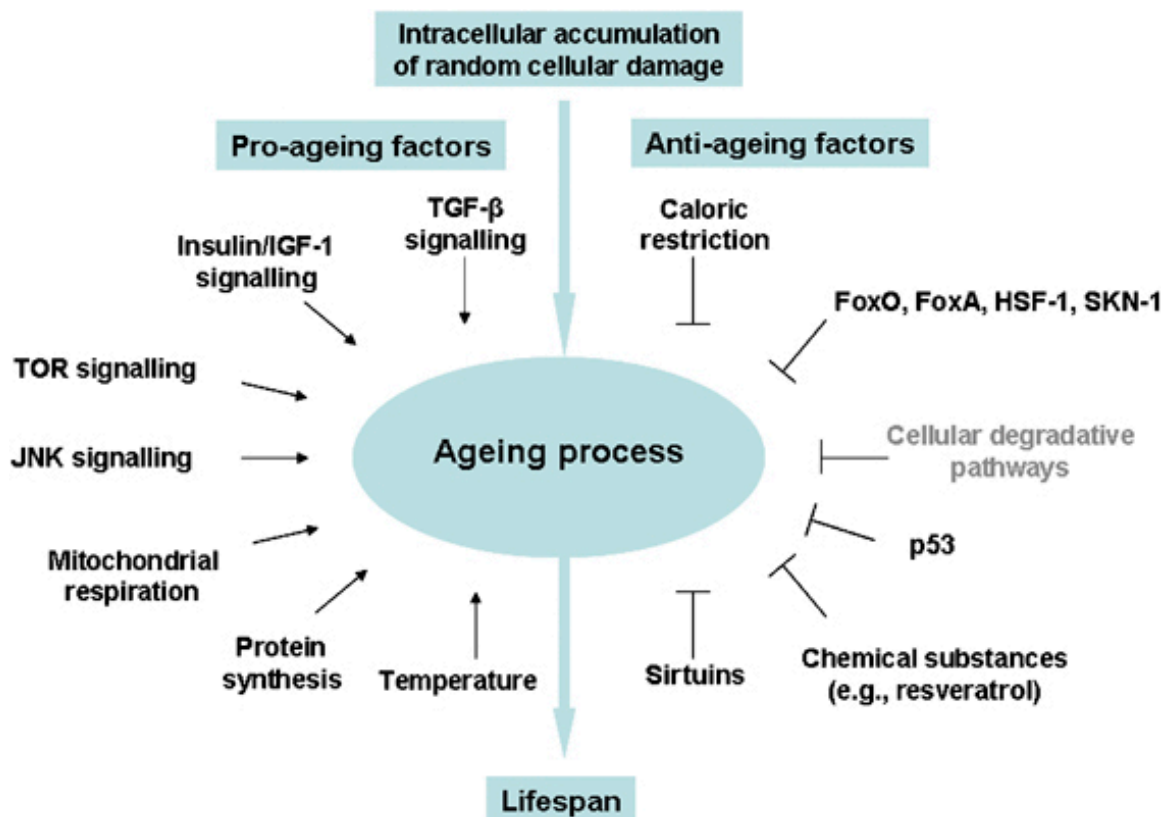 Intracellular accumulation
of random cellular damage
Pro-ageing factors
Anti-ageing factors
TGF-β
signalling
Caloric
restriction
Insulin/IGF-1
signalling
FoxO, FoxA, HSF-1, SKN-1
TOR signalling
Ageing process
Cellular degradative
pathways
JNK signalling
p53
Mitochondrial
respiration
Protein
synthesis
Temperature
Sirtuins
Chemical substances
(e.g., resveratrol)
Lifespan